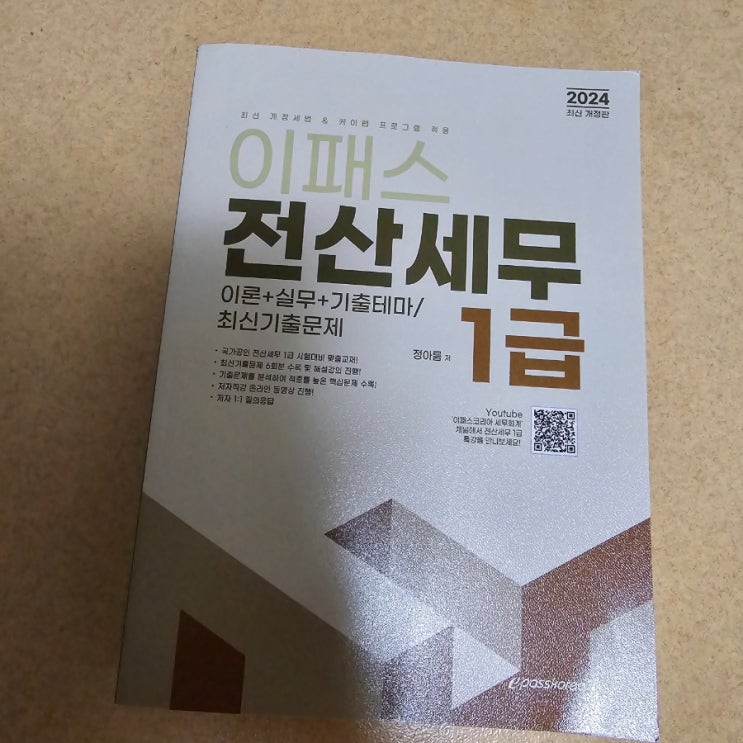 2024
최신 개정판
최신 개정세법 & 케이렙 프로그램 적용
이패스
전산세무
1급
이론+실무+기출테마/
최신기출문제
정아름 저
• 국가공인 전산세무 1급 시험대비 맞춤교재!
• 최신기출문제 6회분 수록 및 해설강의 진행!
• 기출문제를 분석하여 적중률 높은 핵심문제 수록!
• 저자직강 온라인 동영상 진행!
• 저자 1:1 질의응답
Youtube
'이패스코리아 세무회계'
채널에서 전산세무 1급
특강을 만나보세요!
epasskorea